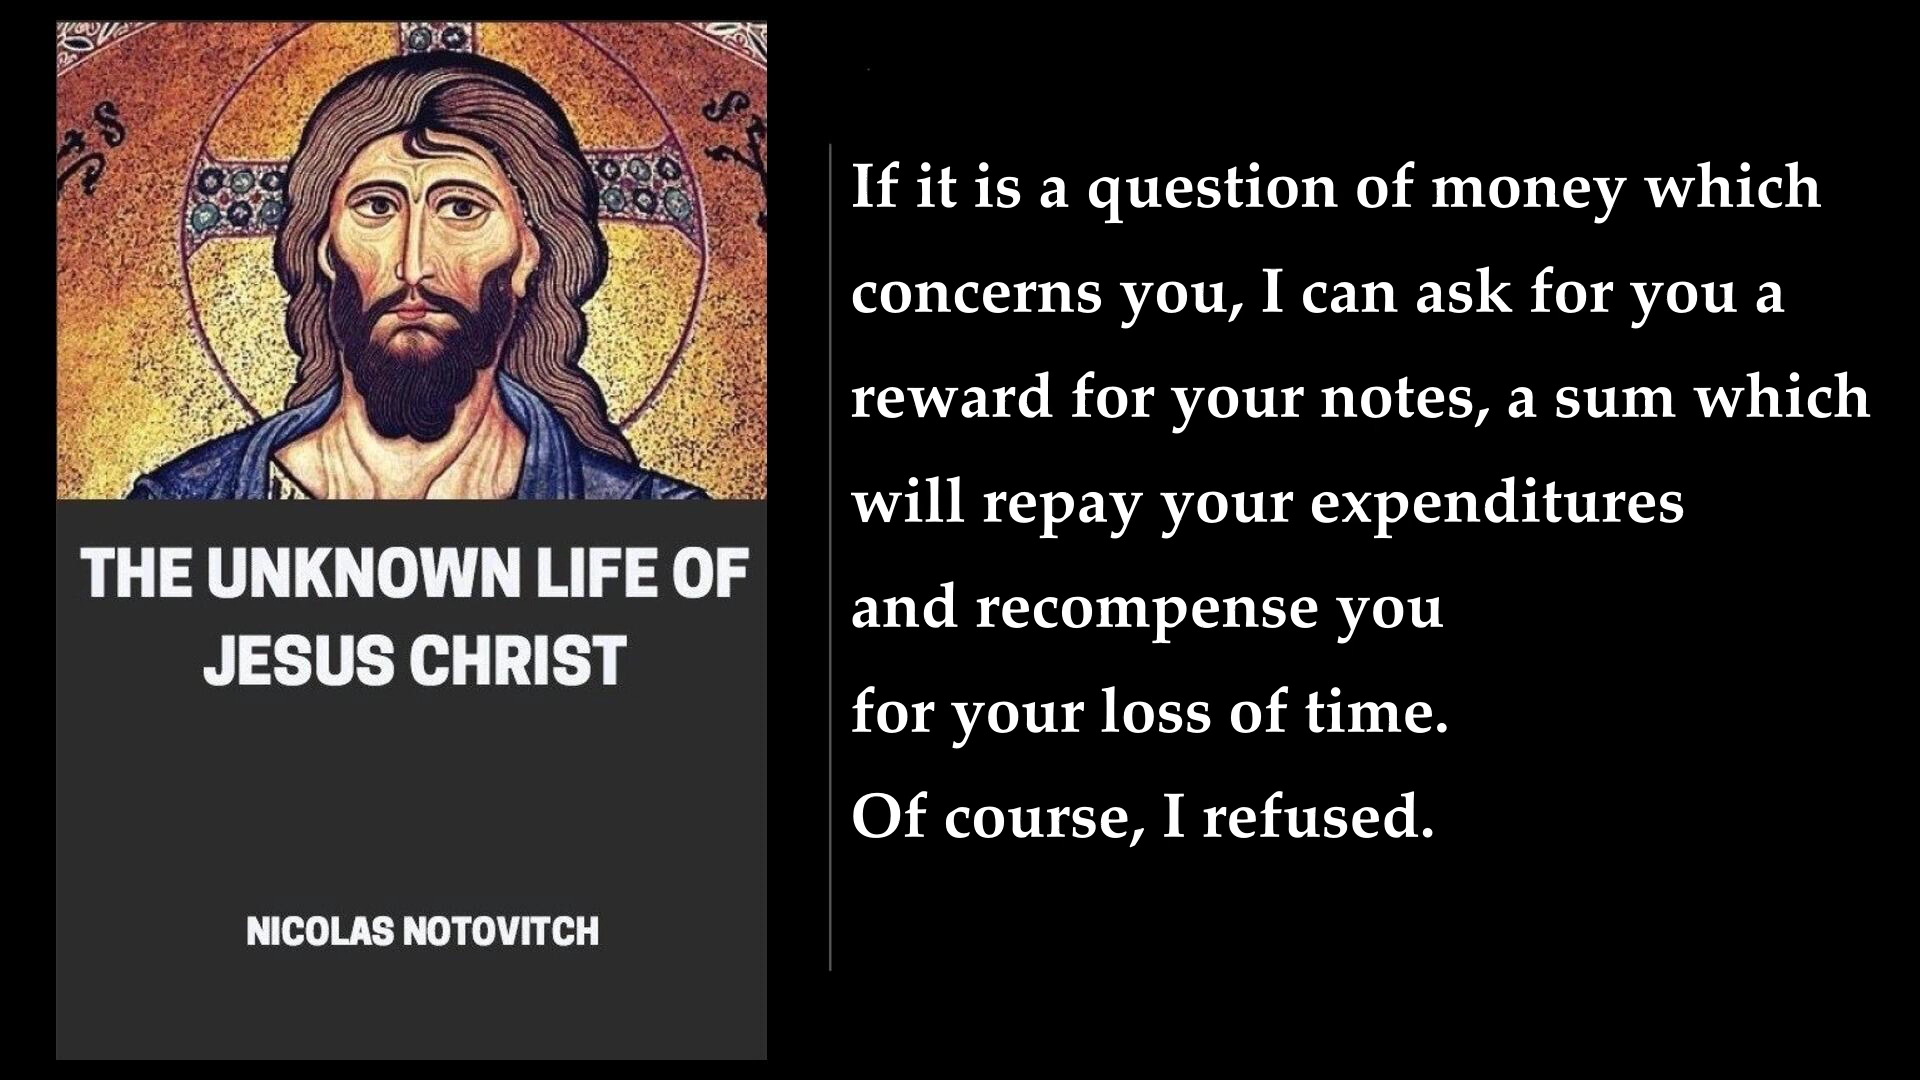 THE UNKNOWN LIFE OF
JESUS CHRIST
NICOLAS NOTOVITCH
If it is a question of money which
concerns you, I can ask for you a
reward for your notes, a sum which
will repay your expenditures
and recompense you
for your loss of time.
Of course, I refused.